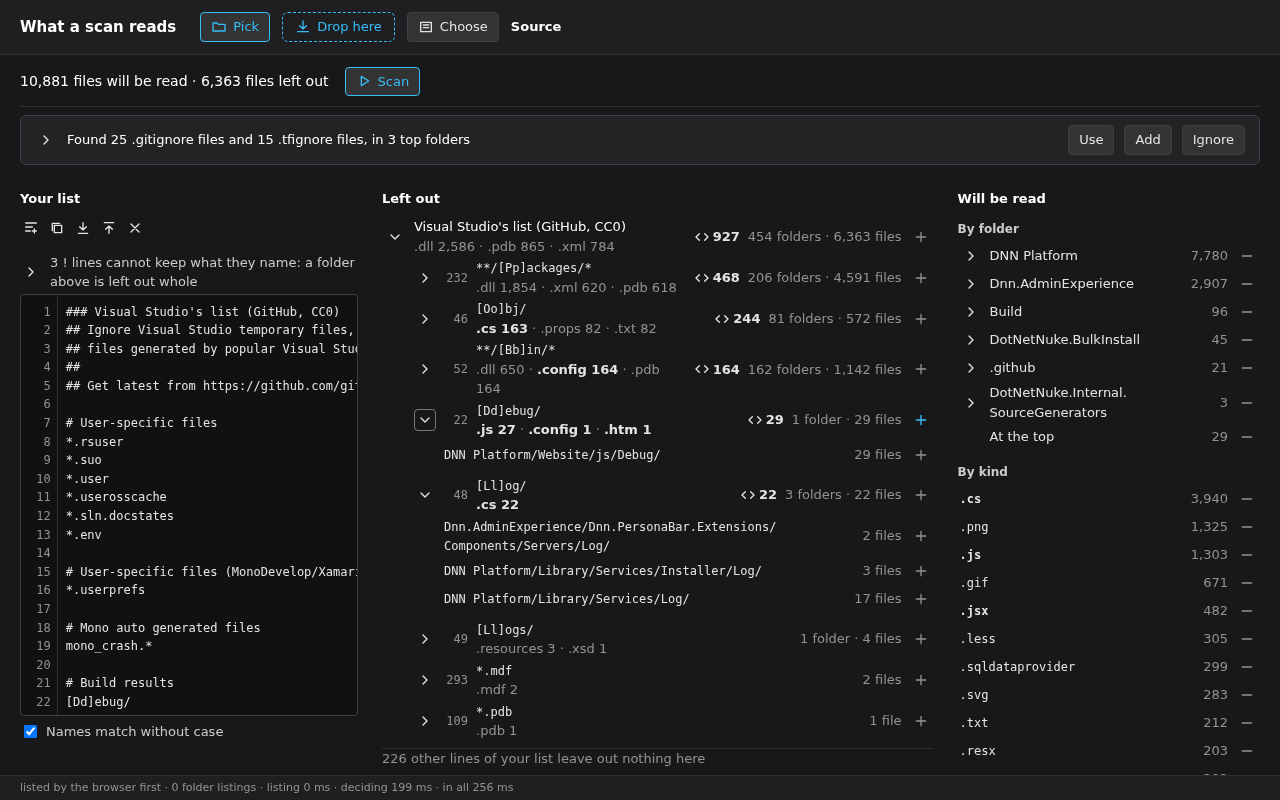 What a scan reads
Pick
Drop here
Choose
Source
10,881 files will be read · 6,363 files left out
Scan
Found 25 .gitignore files and 15 .tfignore files, in 3 top folders
Use
Add
Ignore
Your list
3 ! lines cannot keep what they name: a folder
above is left out whole
1 ### Visual Studio's list (GitHub, CC0)
2 ## Ignore Visual Studio temporary files,
3 ## files generated by popular Visual
4 ##
5 ## Get latest from
6
7 # User-specific files
8 *.rsuser
9 *.suo
10 *.user
11 *.userosscache
12 *.sln.docstates
13 *.env
14
15 # User-specific files
16 *.userprefs
17
18 # Mono auto generated files
19 mono_crash.*
20
21 # Build results
22 [Dd]ebug/
Names match without case
Left out
Visual Studio's list (GitHub, CC0)
.dll 2,586 · .pdb 865 · .xml 784
927 454 folders · 6,363 files
232 **/[Pp]ackages/*
.dll 1,854 · .xml 620 · .pdb 618
468 206 folders · 4,591 files
46 [Oo]bj/
.cs 163 · .props 82 · .txt 82
244 81 folders · 572 files
52 **/[Bb]in/*
.dll 650 · .config 164 · .pdb
164
164 162 folders · 1,142 files
22 [Dd]ebug/
.js 27 · .config 1 · .htm 1
29 1 folder · 29 files
DNN Platform/Website/js/Debug/ 29 files
48 [Ll]og/
.cs 22
22 3 folders · 22 files
Dnn.AdminExperience/Dnn.PersonaBar.Extensions/
Components/Servers/Log/
2 files
DNN Platform/Library/Services/Installer/Log/ 3 files
DNN Platform/Library/Services/Log/ 17 files
49 [Ll]ogs/
.resources 3 · .xsd 1
1 folder · 4 files
293 *.mdf
.mdf 2
2 files
109 *.pdb
.pdb 1
1 file
226 other lines of your list leave out nothing here
Will be read
By folder
DNN Platform 7,780
Dnn.AdminExperience 2,907
Build 96
DotNetNuke.BulkInstall 45
.github 21
DotNetNuke.Internal.
SourceGenerators
3
At the top 29
By kind
.cs 3,940
.png 1,325
.js 1,303
.gif 671
.jsx 482
.less 305
.sqldataprovider 299
.svg 283
.txt 212
.resx 203
listed by the browser first · 0 folder listings · listing 0 ms · deciding 199 ms · in all 256 ms